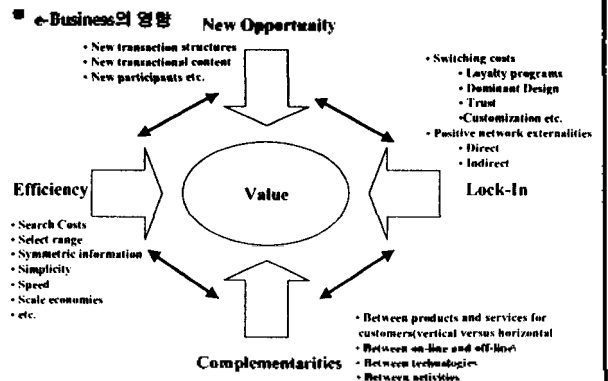 ▪ e-Business의 영향
New Opportunity
• New transaction structures
• New transactional content
• New participants etc.
• Switching costs
• Loyalty programs
• Dominant Design
• Trust
•Customization etc.
• Positive network externalities
• Direct
• Indirect
Efficiency
Value
Lock-In
• Search Costs
• Select range
• Symmetric information
• Simplicity
• Speed
• Scale economies
• etc.
• Between products and services for
customers(vertical versus horizontal
• Between on-line and off-line
• Between technologies
• Between activities
Complementarities